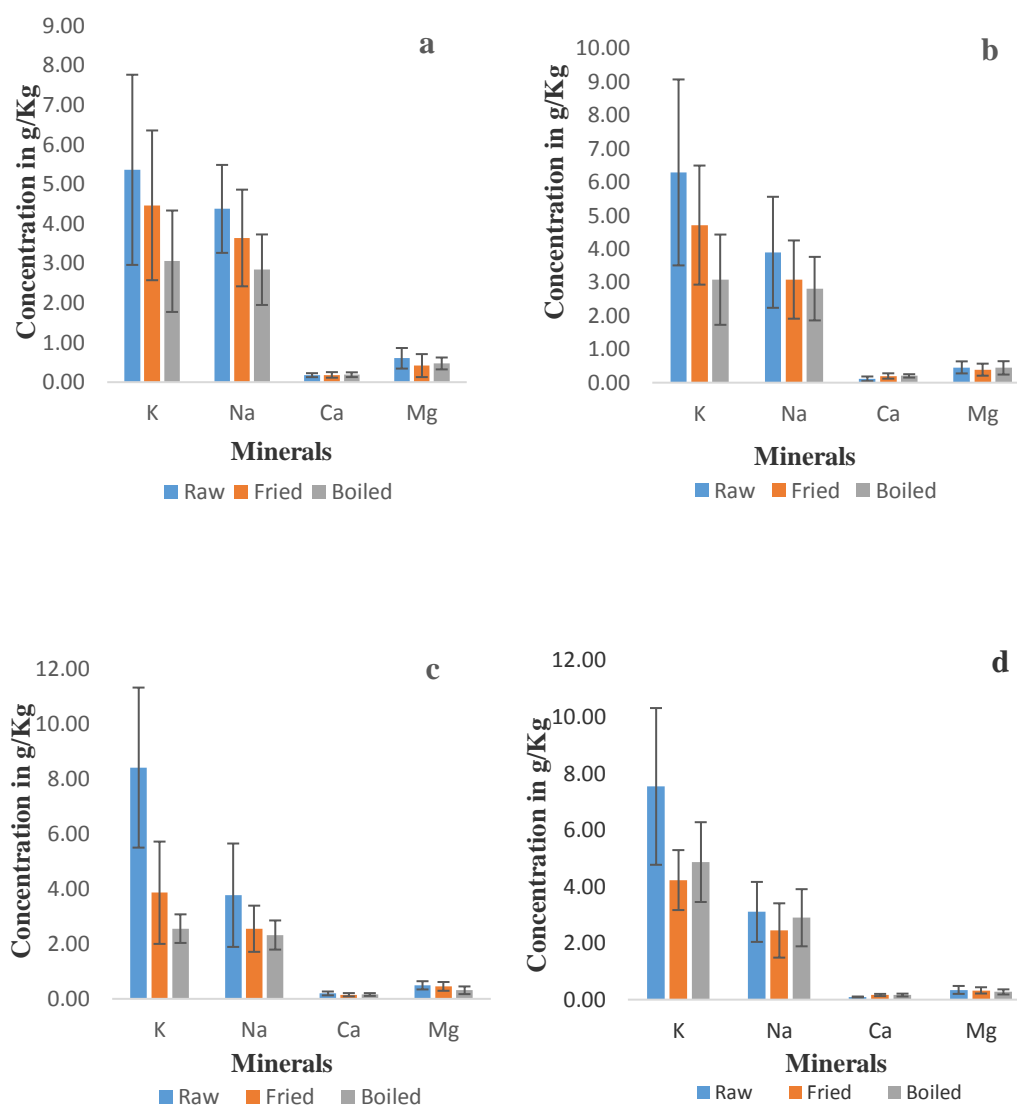 a
Concentration in g/Kg
9.00
8.00
7.00
6.00
5.00
4.00
3.00
2.00
1.00
0.00
K Na Ca Mg
Minerals
Raw Fried Boiled
b
Concentration in g/Kg
10.00
9.00
8.00
7.00
6.00
5.00
4.00
3.00
2.00
1.00
0.00
K Na Ca Mg
Minerals
Raw Fried Boiled
c
Concentration in g/Kg
12.00
10.00
8.00
6.00
4.00
2.00
0.00
K Na Ca Mg
Minerals
Raw Fried Boiled
d
Concentration in g/Kg
12.00
10.00
8.00
6.00
4.00
2.00
0.00
K Na Ca Mg
Minerals
Raw Fried Boiled